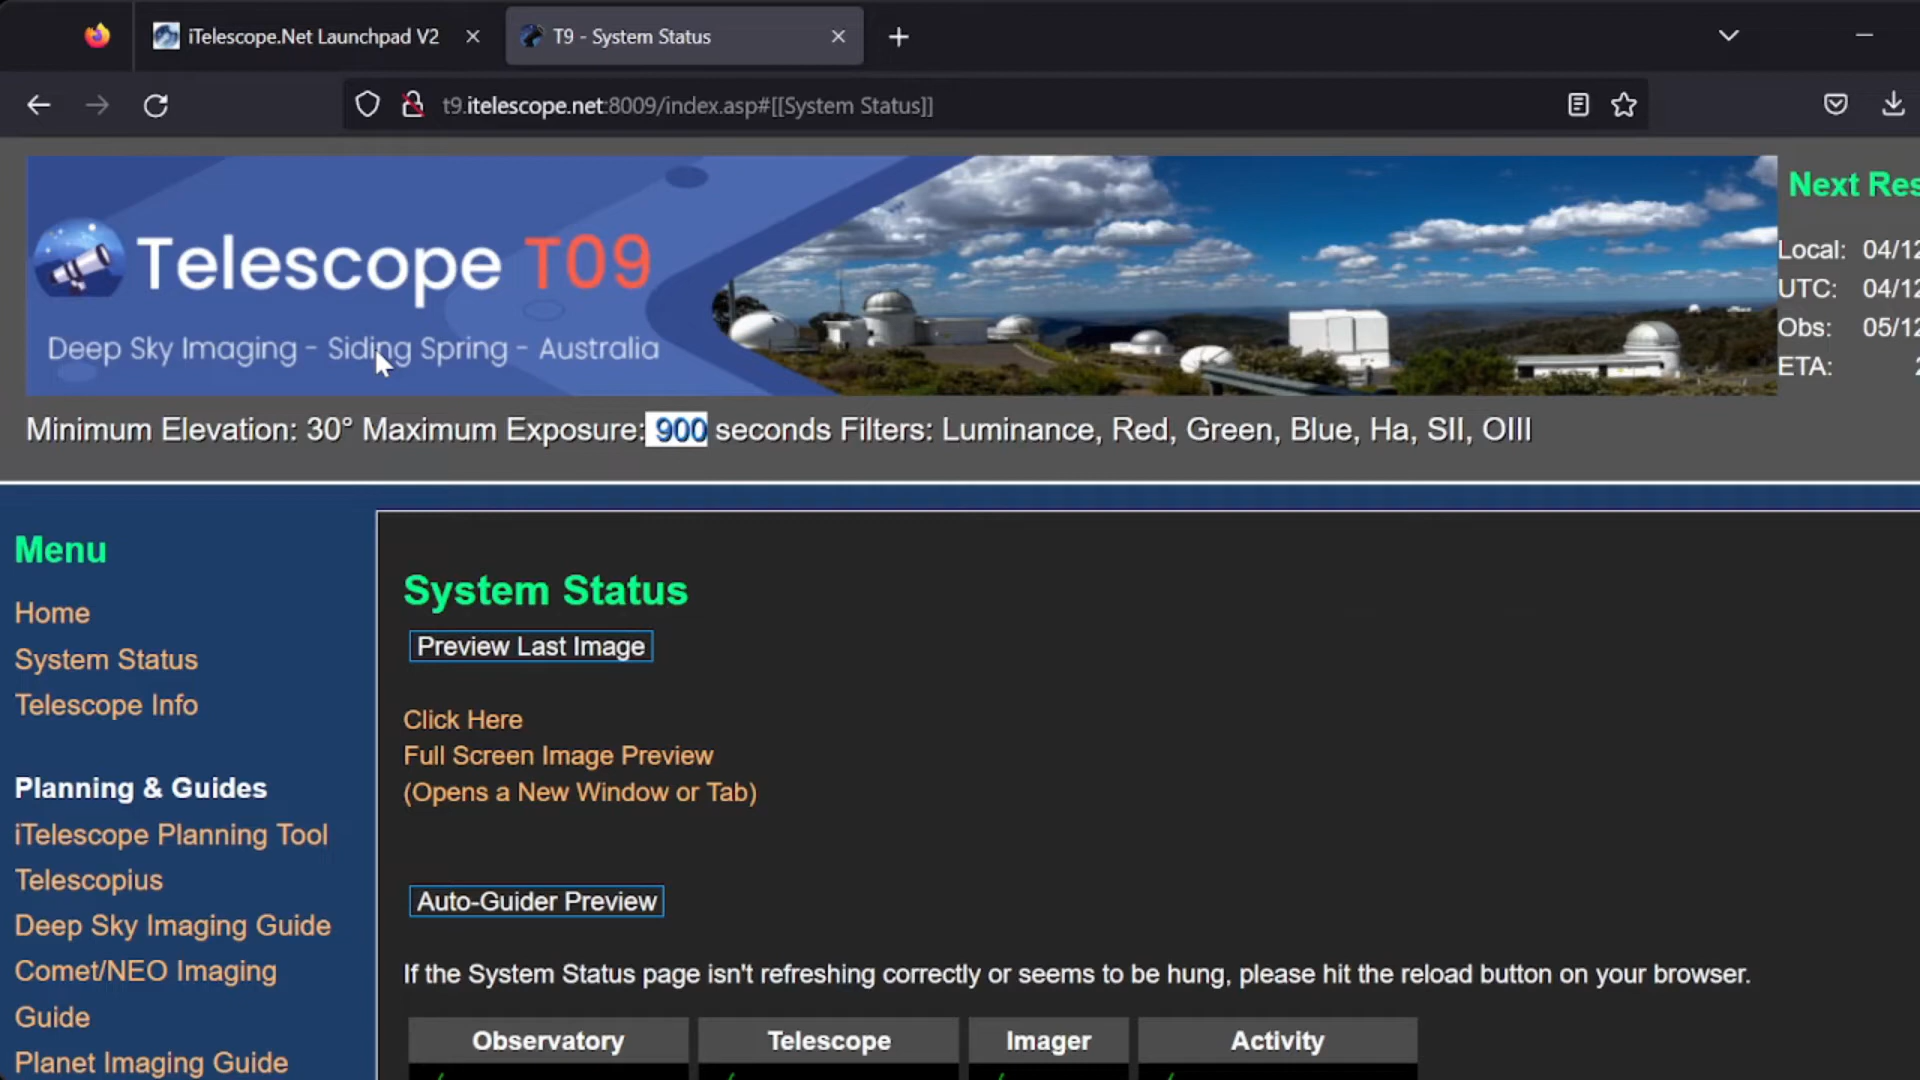 iTelescope.Net Launchpad V2
T9 - System Status
t9.itelescope.net:8009/index.asp#[[System Status]]
Telescope T09
Deep Sky Imaging - Siding Spring - Australia
Next Res
Local: 04/12
UTC: 04/12
Obs: 05/12
ETA: 2
Minimum Elevation: 30° Maximum Exposure: 900 seconds Filters: Luminance, Red, Green, Blue, Ha, SII, OIII
Menu
Home
System Status
Telescope Info
Planning & Guides
iTelescope Planning Tool
Telescopius
Deep Sky Imaging Guide
Comet/NEO Imaging
Guide
Planet Imaging Guide
System Status
Preview Last Image
Click Here
Full Screen Image Preview
(Opens a New Window or Tab)
Auto-Guider Preview
If the System Status page isn't refreshing correctly or seems to be hung, please hit the reload button on your browser.
Observatory Telescope Imager Activity